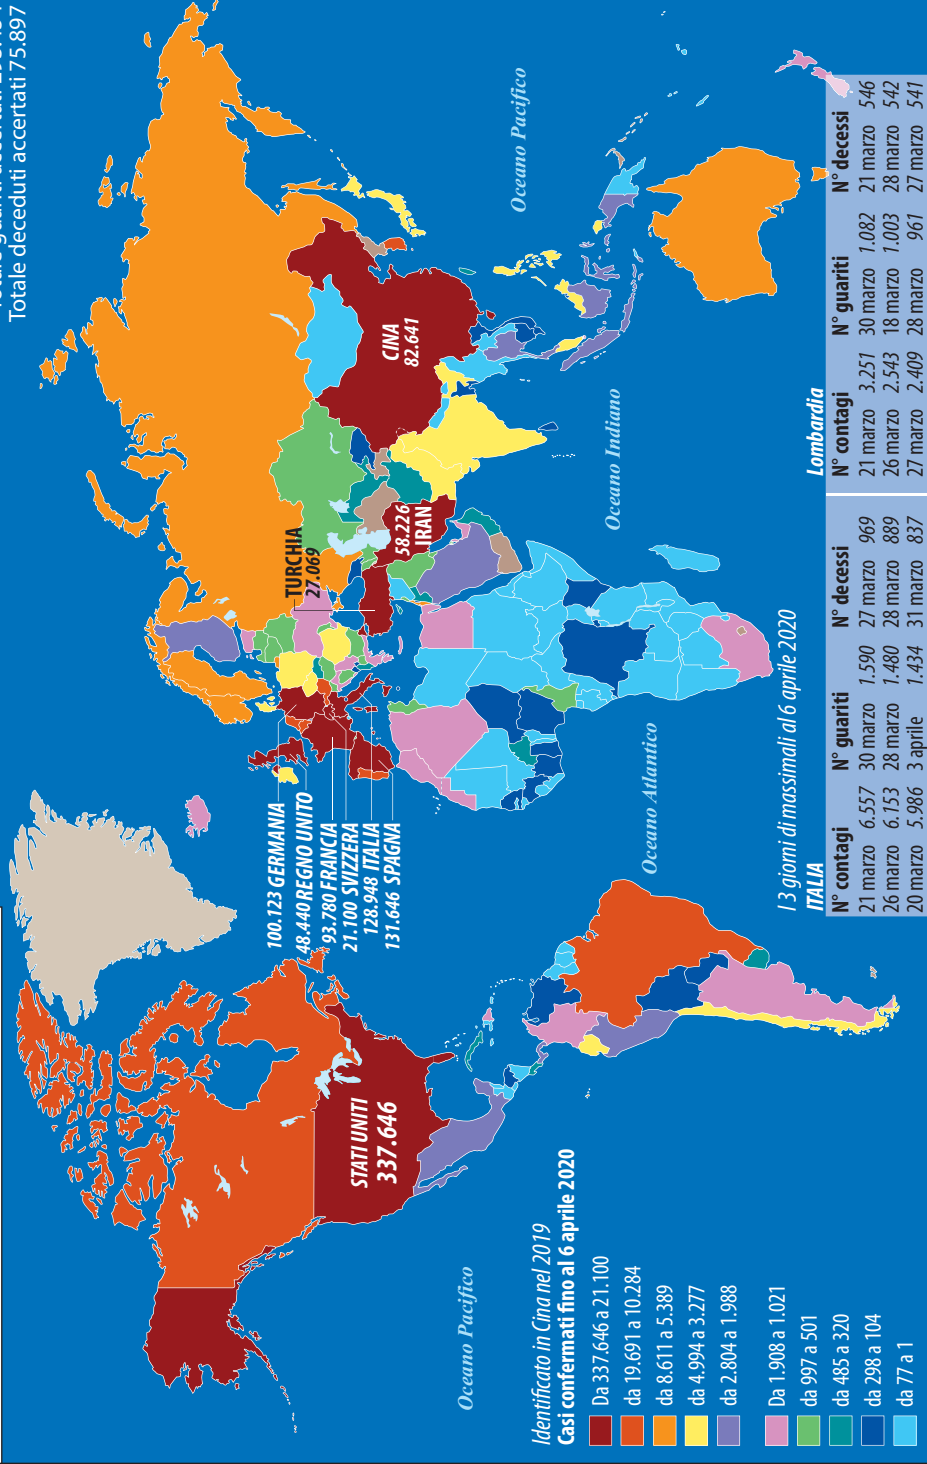 Totale deceduti accertati 75.897
Oceano Pacifico
Oceano Pacifico
Oceano Indiano
Oceano Atlantico
STATI UNITI
337.646
CINA
82.641
TURCHIA
27.069
58.226
IRAN
100.123 GERMANIA
48.440 REGNO UNITO
93.780 FRANCIA
21.100 SVIZZERA
128.948 ITALIA
131.646 SPAGNA
Identificato in Cina nel 2019
Casi confermati fino al 6 aprile 2020
Da 337.646 a 21.100
da 19.691 a 10.284
da 8.611 a 5.389
da 4.994 a 3.277
da 2.804 a 1.988
Da 1.908 a 1.021
da 997 a 501
da 485 a 320
da 298 a 104
da 77 a 1
I 3 giorni di massimali al 6 aprile 2020
ITALIA
N° contagi N° guariti N° decessi
21 marzo 6.557 30 marzo 1.590 27 marzo 969
26 marzo 6.153 28 marzo 1.480 28 marzo 889
20 marzo 5.986 3 aprile 1.434 31 marzo 837
Lombardia
N° contagi N° guariti N° decessi
21 marzo 3.251 30 marzo 1.082 21 marzo 546
26 marzo 2.543 18 marzo 1.003 28 marzo 542
27 marzo 2.409 28 marzo 961 27 marzo 541